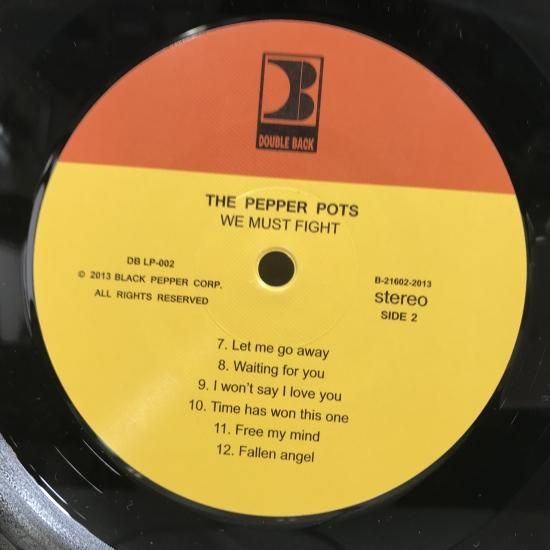 DOUBLE BACK
THE PEPPER POTS
WE MUST FIGHT
DB LP-002
© 2013 BLACK PEPPER CORP.
ALL RIGHTS RESERVED
B-21602-2013
stereo
SIDE 2
7. Let me go away
8. Waiting for you
9. I won't say I love you
10. Time has won this one
11. Free my mind
12. Fallen angel